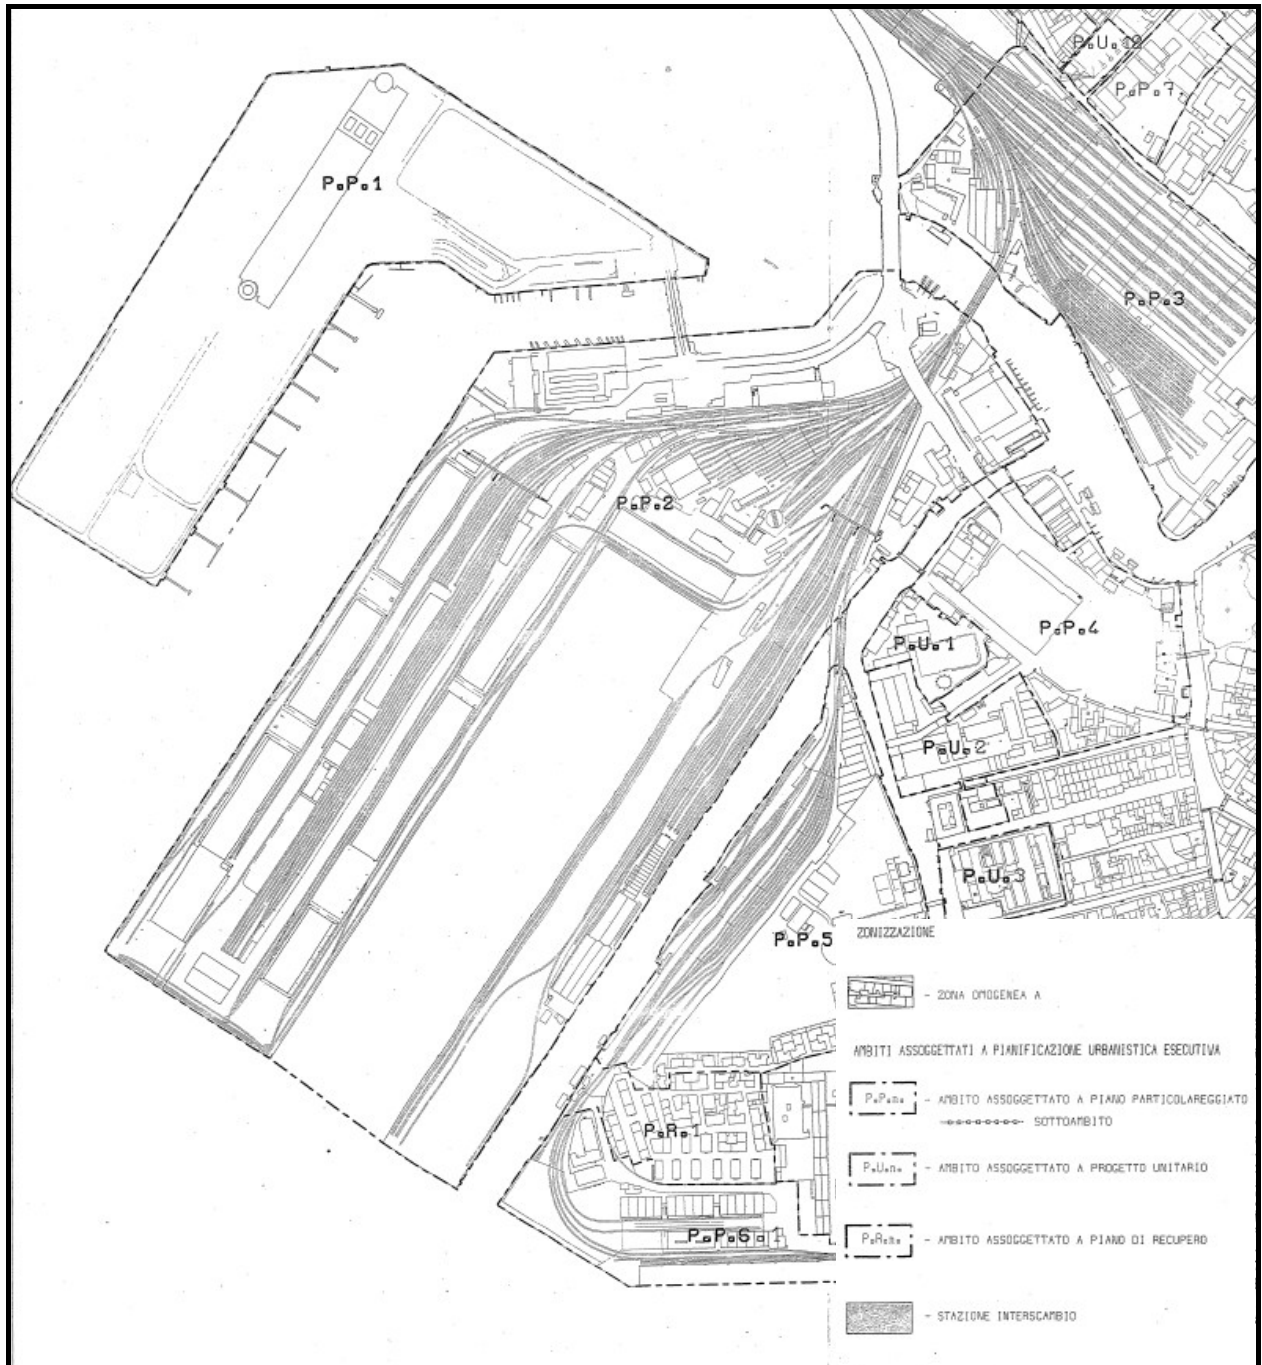 P.U.12
P.P.7.
P.P.1
P.P.3
P.P.2
P.P.4
P.U.1
P.U.2
P.U.3
P.P.5
P.R.1
P.P.6.1
ZONIZZAZIONE
- ZONA OMOGENEA A
AMBITI ASSOGGETTATI A PIANIFICAZIONE URBANISTICA ESECUTIVA
P.P.n. - AMBITO ASSOGGETTATO A PIANO PARTICOLAREGGIATO
SOTTOAMBITO
P.U.n. - AMBITO ASSOGGETTATO A PROGETTO UNITARIO
P.R.n. - AMBITO ASSOGGETTATO A PIANO DI RECUPERO
- STAZIONE INTERSCAMBIO